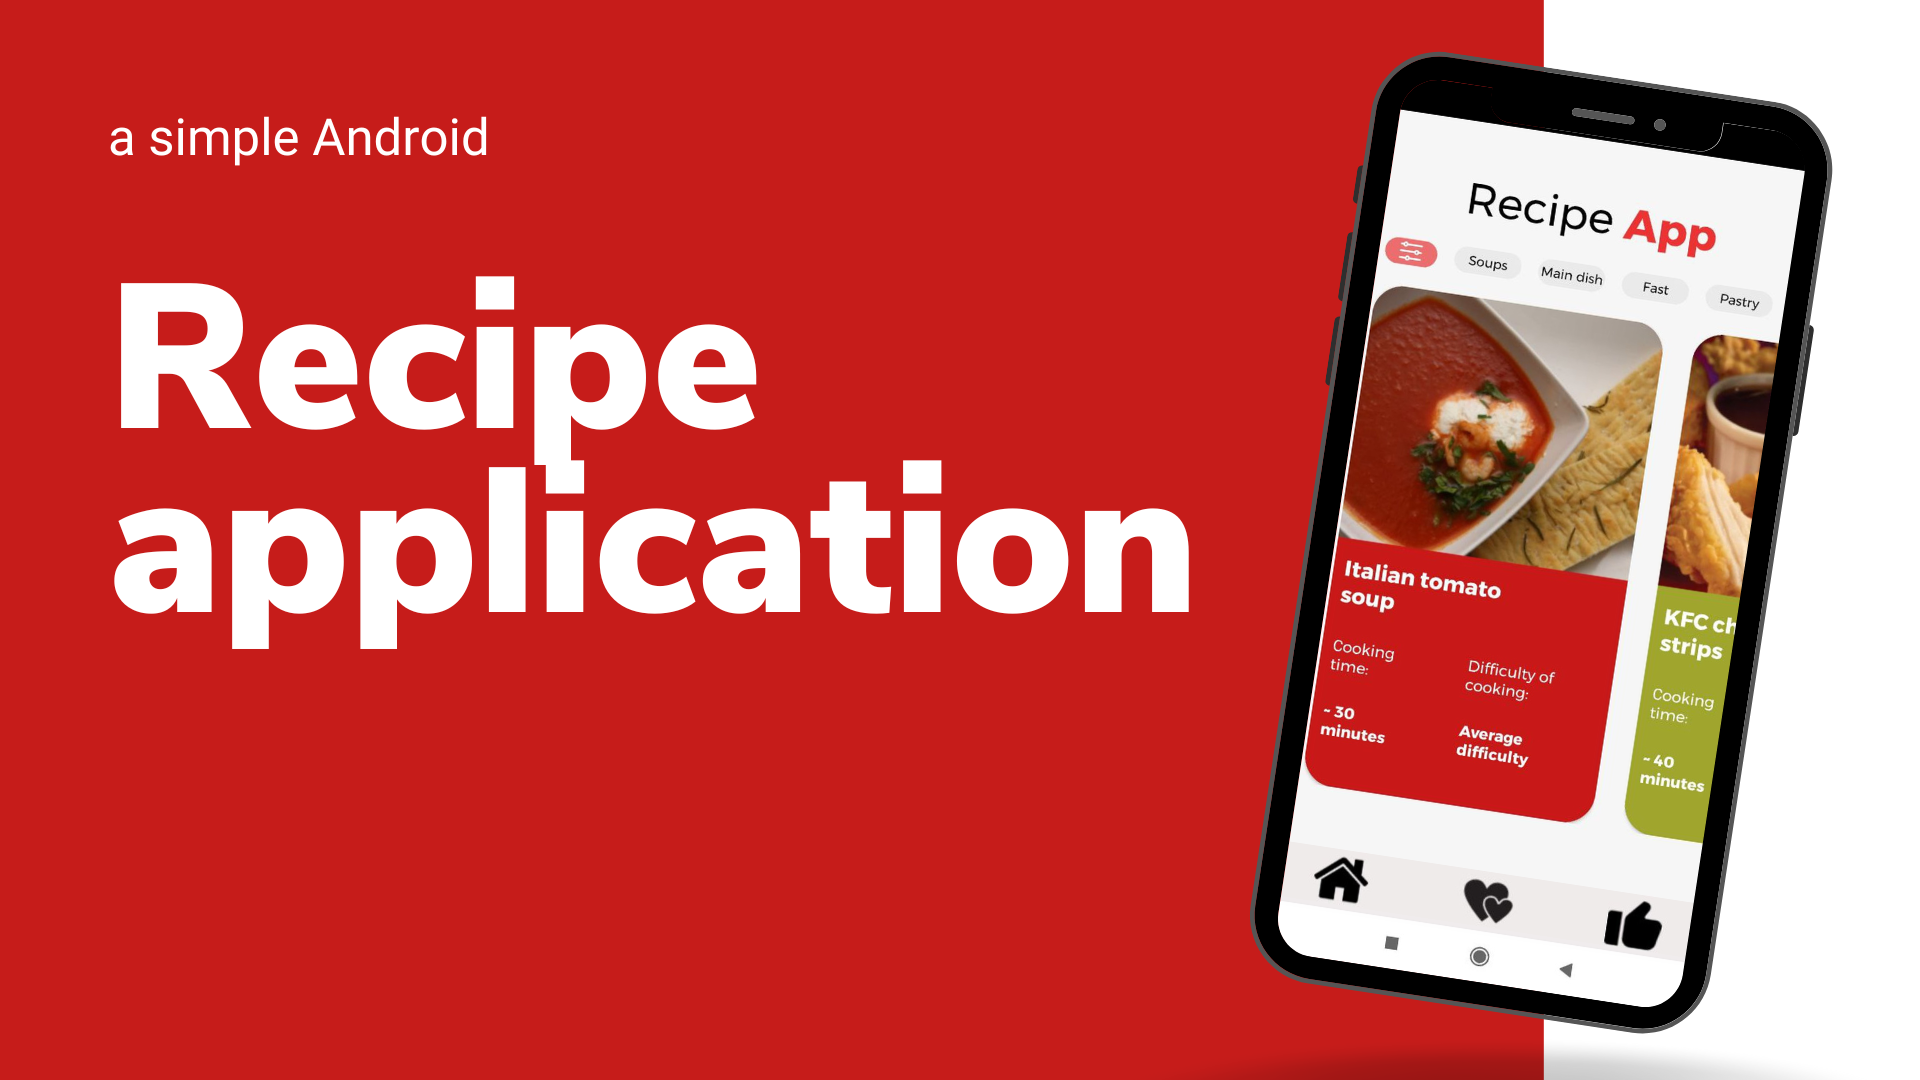 a simple Android
Recipe
application
Recipe App
Soups
Main dish
Fast
Pastry
Italian tomato
soup
Cooking
time:
Difficulty of
cooking:
~ 30
minutes
Average
difficulty
KFC
strips
Cooking
time:
~ 40
minutes